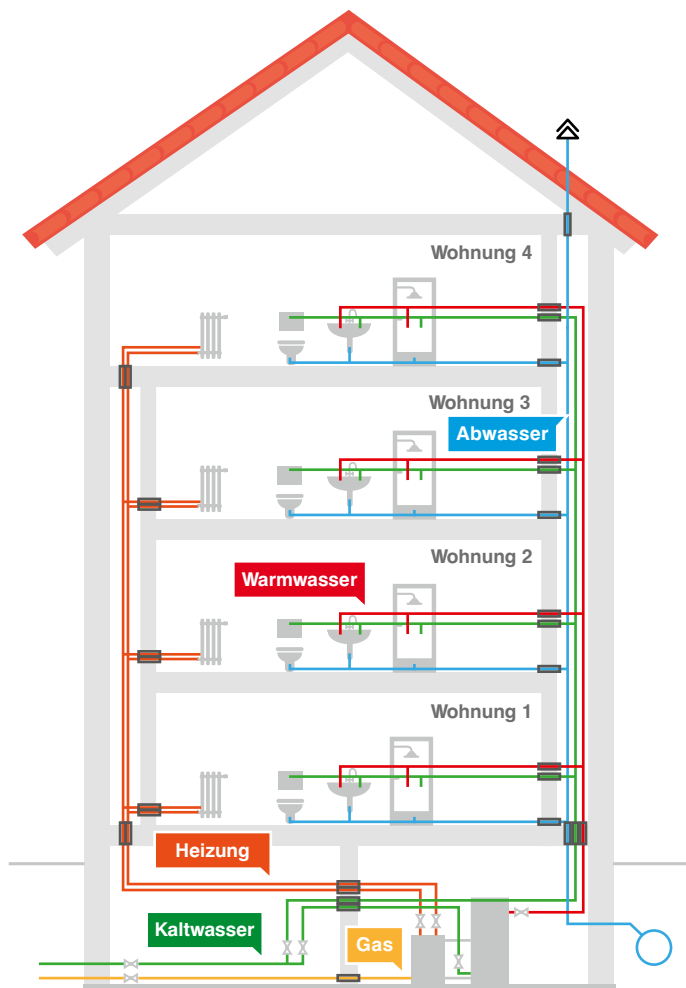 Wohnung 4
Wohnung 3
Abwasser
Wohnung 2
Warmwasser
Wohnung 1
Heizung
Kaltwasser
Gas